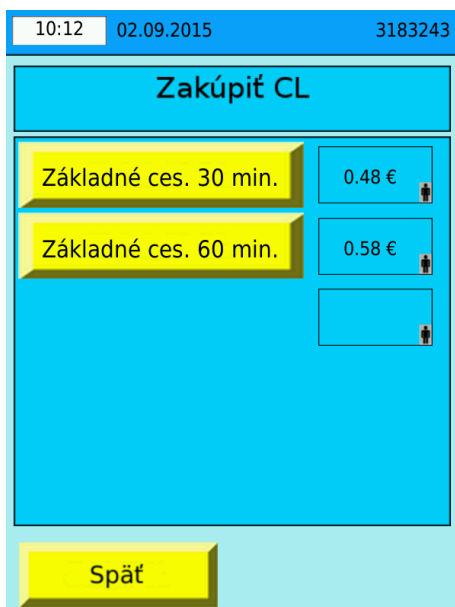 10:12 02.09.2015 3183243
Zakúpiť CL
Základné ces. 30 min. 0.48 €
Základné ces. 60 min. 0.58 €
Späť